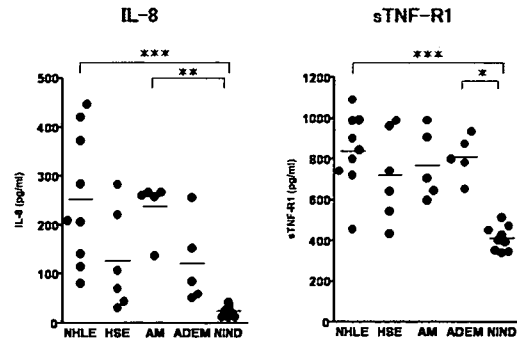 IL-8
***
**
500
400
300
200
100
0
IL-8 (pg/ml)
NHLE HSE AM ADEM NIND
sTNF-R1
***
*
1200
1000
800
600
400
200
0
sTNF-R1 (pg/ml)
NHLE HSE AM ADEM NIND